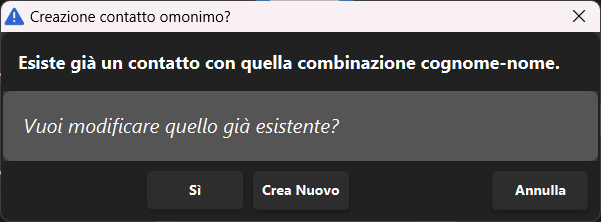 Creazione contatto omonimo?
Esiste già un contatto con quella combinazione cognome-nome.
Vuoi modificare quello già esistente?
Sì
Crea Nuovo
Annulla